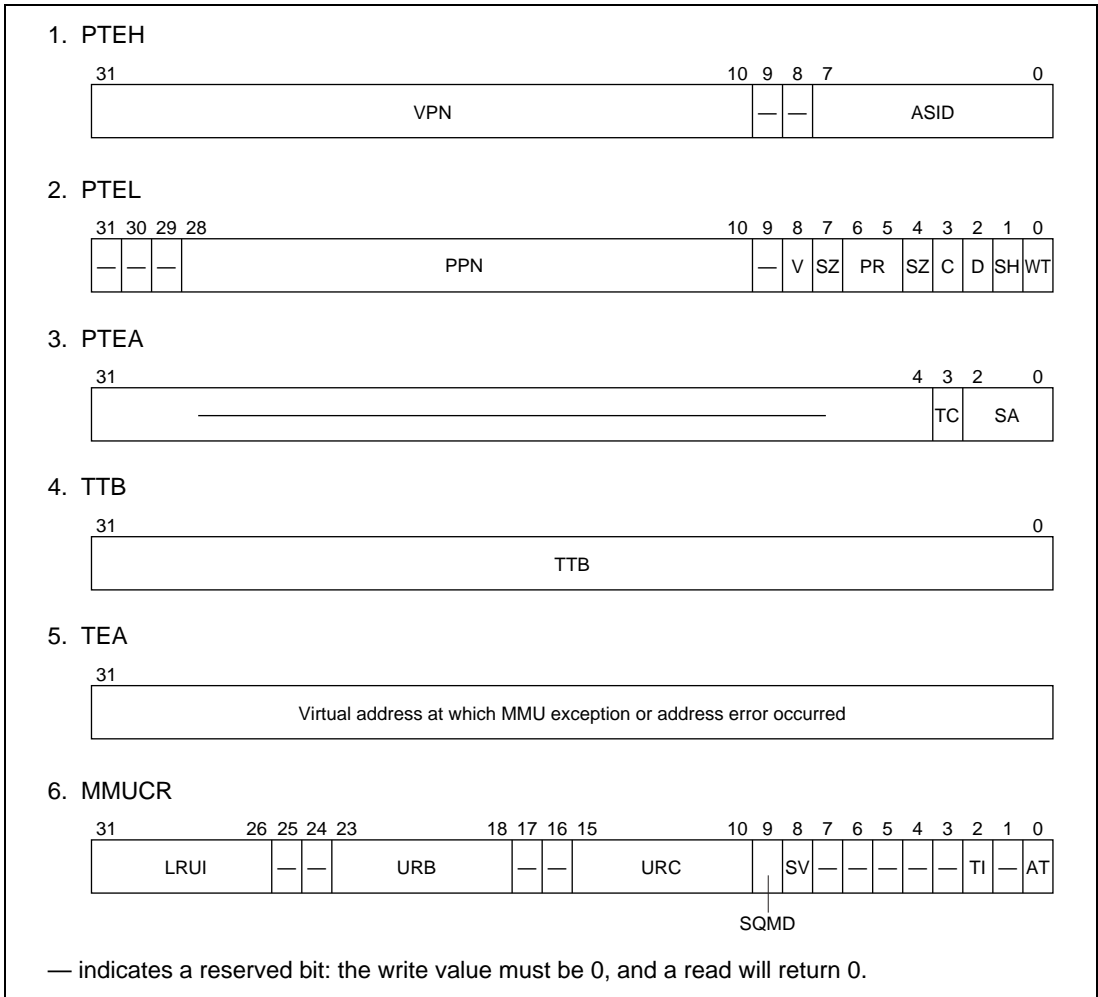 1. PTEH
31 10 9 8 7 0
VPN — — ASID
2. PTEL
31 30 29 28 10 9 8 7 6 5 4 3 2 1 0
— — — PPN — V SZ PR SZ C D SH WT
3. PTEA
31 4 3 2 0
— TC SA
4. TTB
31 0
TTB
5. TEA
31
Virtual address at which MMU exception or address error occurred
6. MMUCR
31 26 25 24 23 18 17 16 15 10 9 8 7 6 5 4 3 2 1 0
LRUI — — URB — — URC SV — — — — — TI — AT
SQMD
— indicates a reserved bit: the write value must be 0, and a read will return 0.